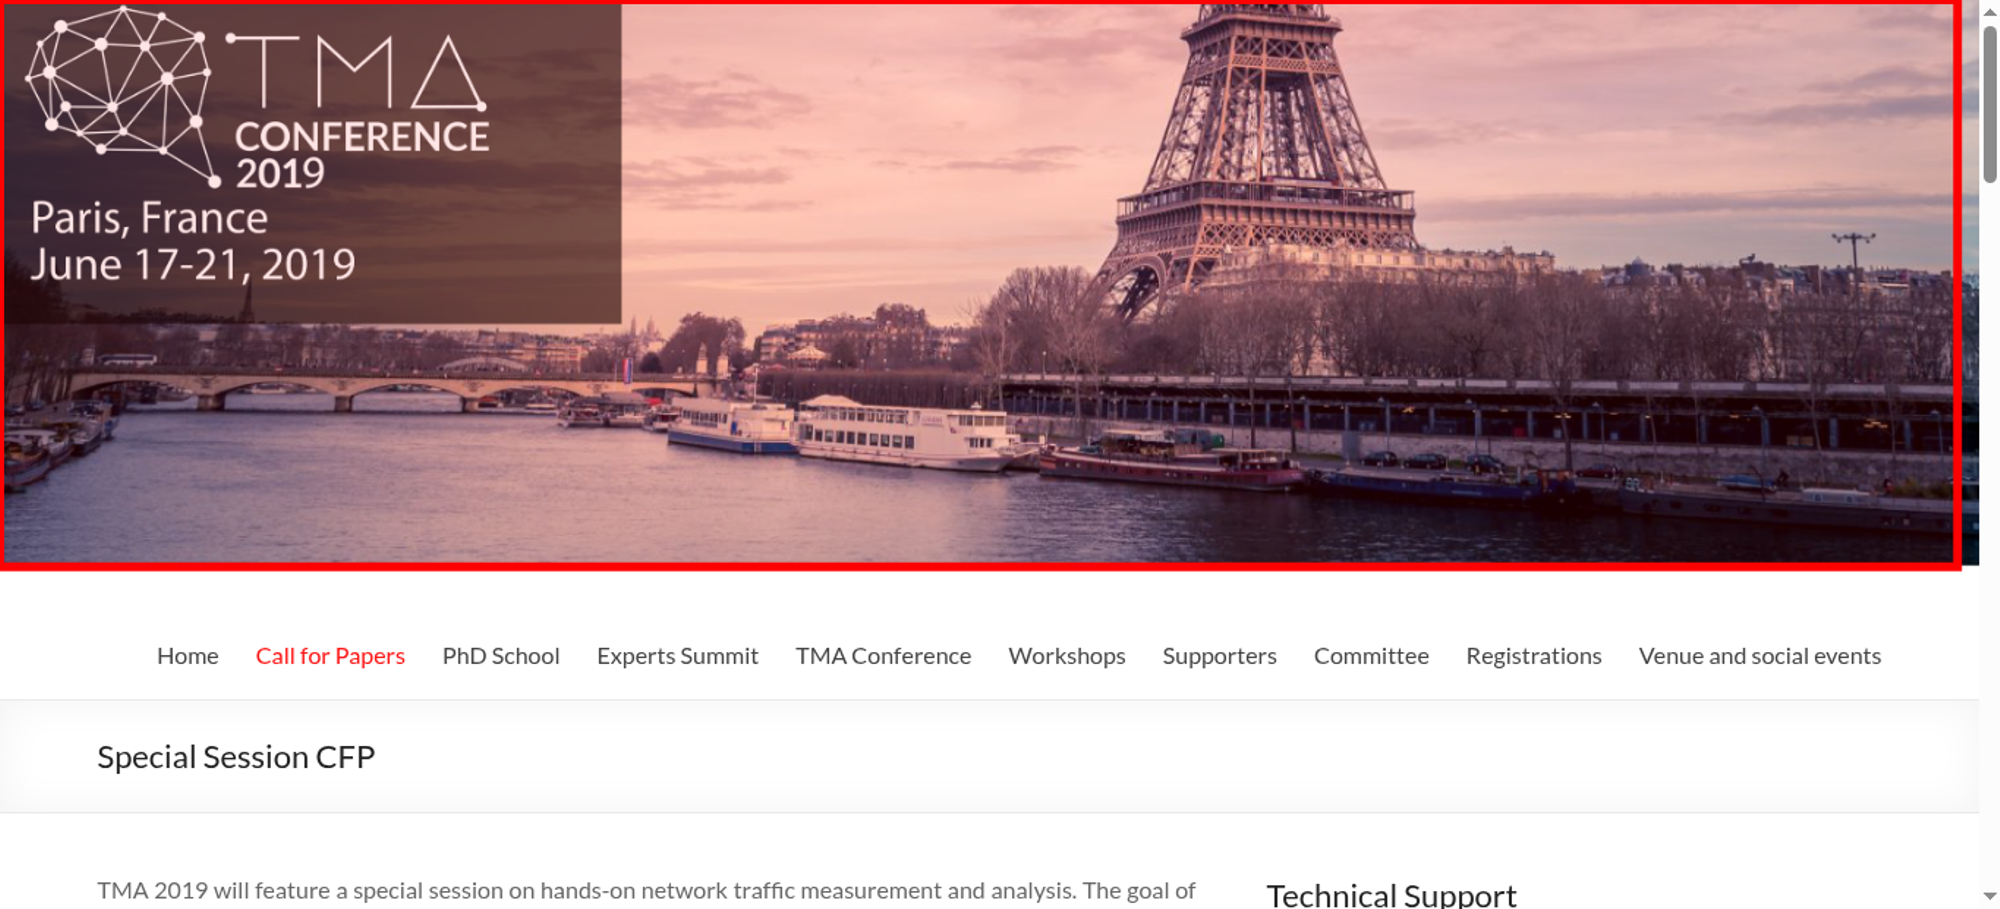 TMA
CONFERENCE
2019
Paris, France
June 17-21, 2019
Home Call for Papers PhD School Experts Summit TMA Conference Workshops Supporters Committee Registrations Venue and social events
Special Session CFP
TMA 2019 will feature a special session on hands-on network traffic measurement and analysis. The goal of
Technical Support